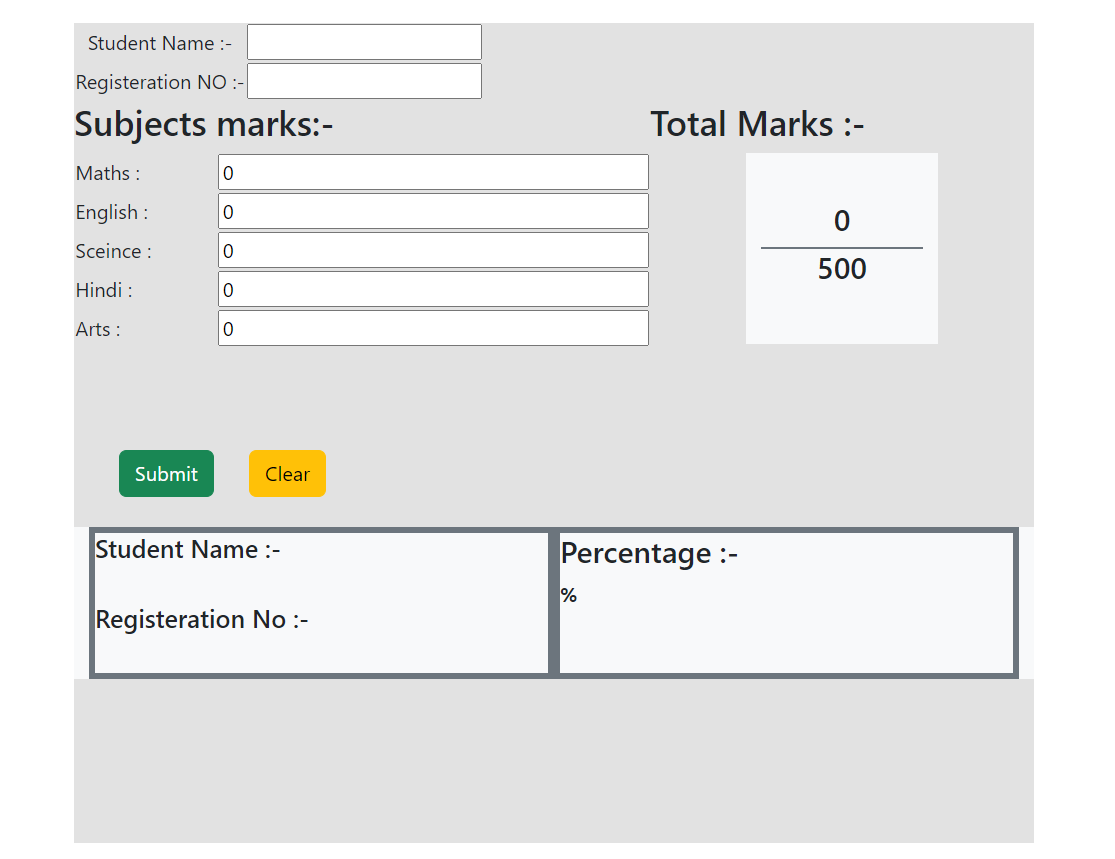 Student Name :-
Registeration NO :-
Subjects marks:-
Total Marks :-
Maths : 0
English : 0
Sceince : 0
Hindi : 0
Arts : 0
0
500
Submit Clear
Student Name :-
Registeration No :-
Percentage :-
%